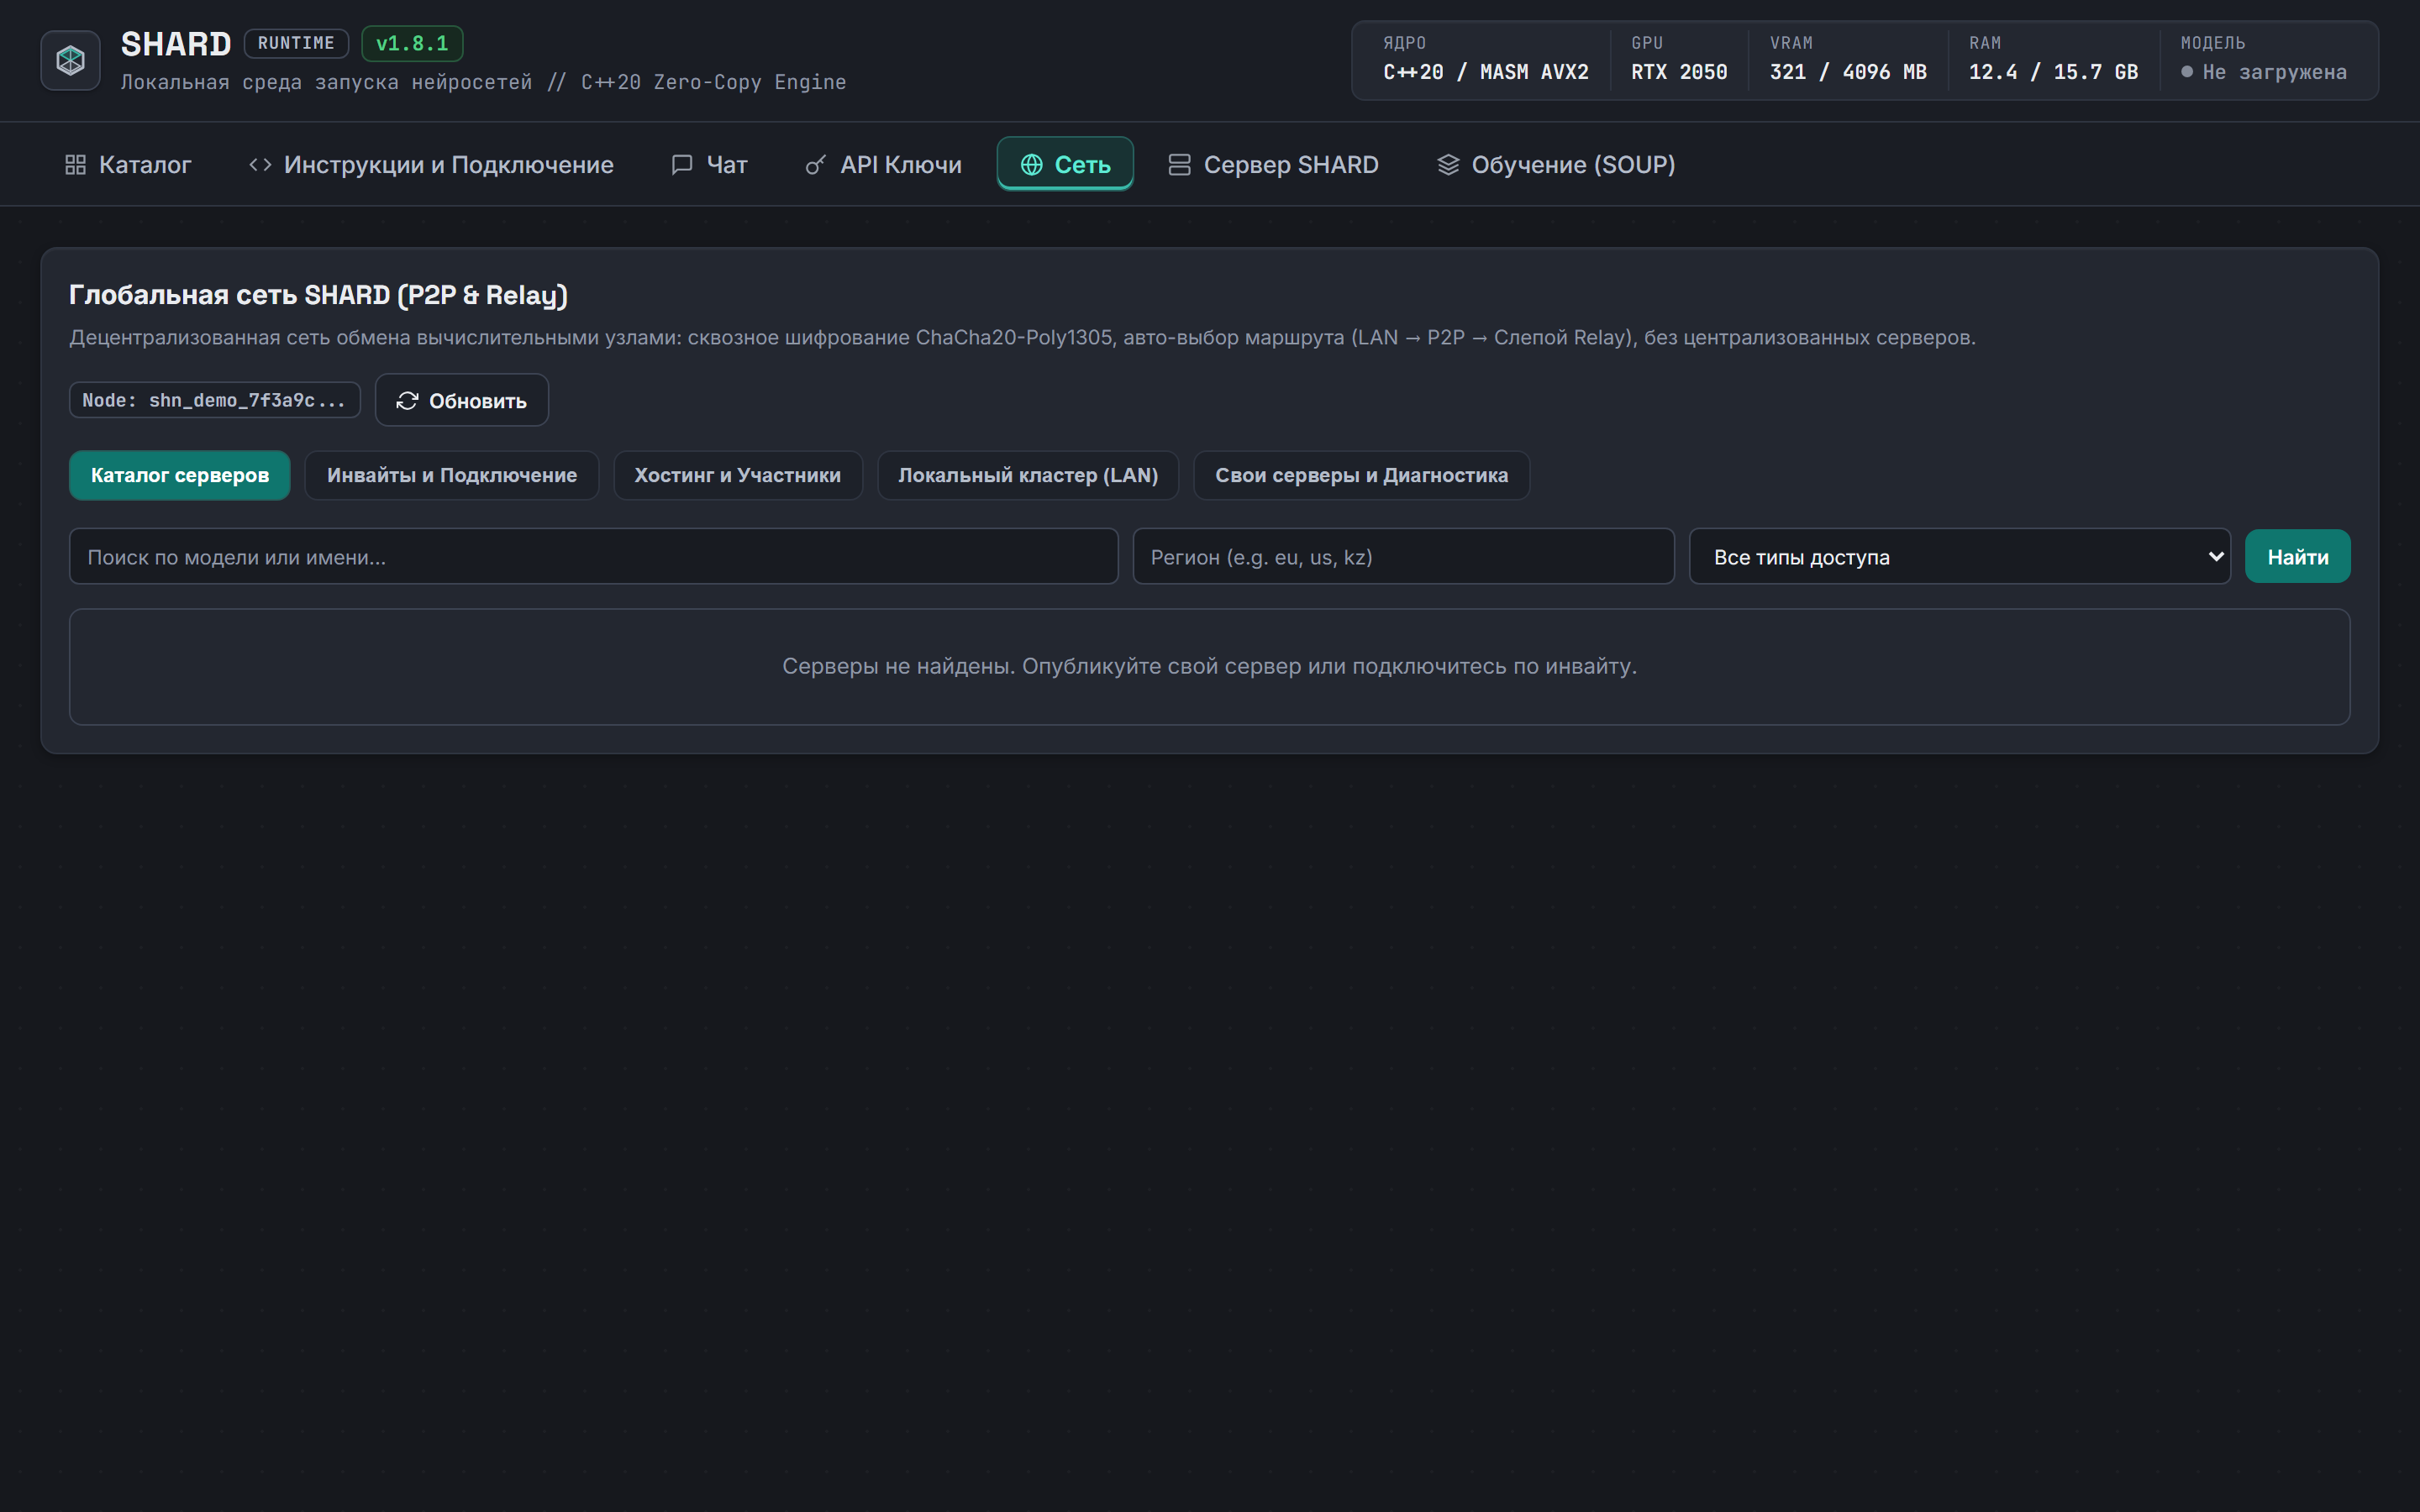 SHARD RUNTIME v1.8.1
Локальная среда запуска нейросетей // C++20 Zero-Copy Engine
ЯДРО
C++20 / MASM AVX2
GPU
RTX 2050
VRAM
321 / 4096 MB
RAM
12.4 / 15.7 GB
МОДЕЛЬ
Не загружена
Каталог
Инструкции и Подключение
Чат
API Ключи
Сеть
Сервер SHARD
Обучение (SOUP)
Глобальная сеть SHARD (P2P & Relay)
Децентрализованная сеть обмена вычислительными узлами: сквозное шифрование ChaCha20-Poly1305, авто-выбор маршрута (LAN → P2P → Слепой Relay), без централизованных серверов.
Node: shn_demo_7f3a9c...
Обновить
Каталог серверов
Инвайты и Подключение
Хостинг и Участники
Локальный кластер (LAN)
Свои серверы и Диагностика
Поиск по модели или имени...
Регион (e.g. eu, us, kz)
Все типы доступа
Найти
Серверы не найдены. Опубликуйте свой сервер или подключитесь по инвайту.